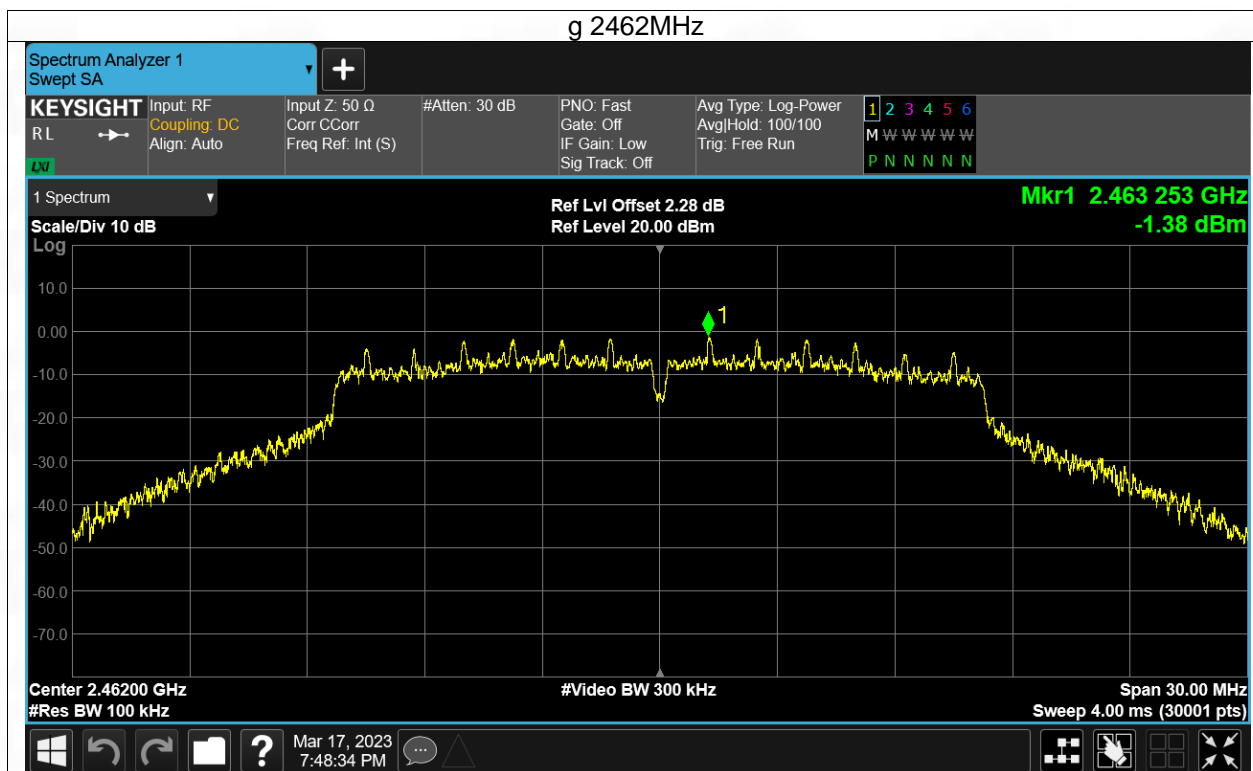 g 2462MHz
Spectrum Analyzer 1
Swept SA
+
KEYSIGHT
RL
LXI
Input: RF
Coupling: DC
Align: Auto
Input Z: 50 Ω
Corr CCorr
Freq Ref: Int (S)
#Atten: 30 dB
PNO: Fast
Gate: Off
IF Gain: Low
Sig Track: Off
Avg Type: Log-Power
Avg|Hold: 100/100
Trig: Free Run
1 2 3 4 5 6
M W W W W W
P N N N N N
1 Spectrum
Scale/Div 10 dB
Log
Ref Lvl Offset 2.28 dB
Ref Level 20.00 dBm
Mkr1 2.463 253 GHz
-1.38 dBm
1
10.0
0.00
-10.0
-20.0
-30.0
-40.0
-50.0
-60.0
-70.0
Center 2.46200 GHz
#Res BW 100 kHz
#Video BW 300 kHz
Span 30.00 MHz
Sweep 4.00 ms (30001 pts)
?
Mar 17, 2023
7:48:34 PM